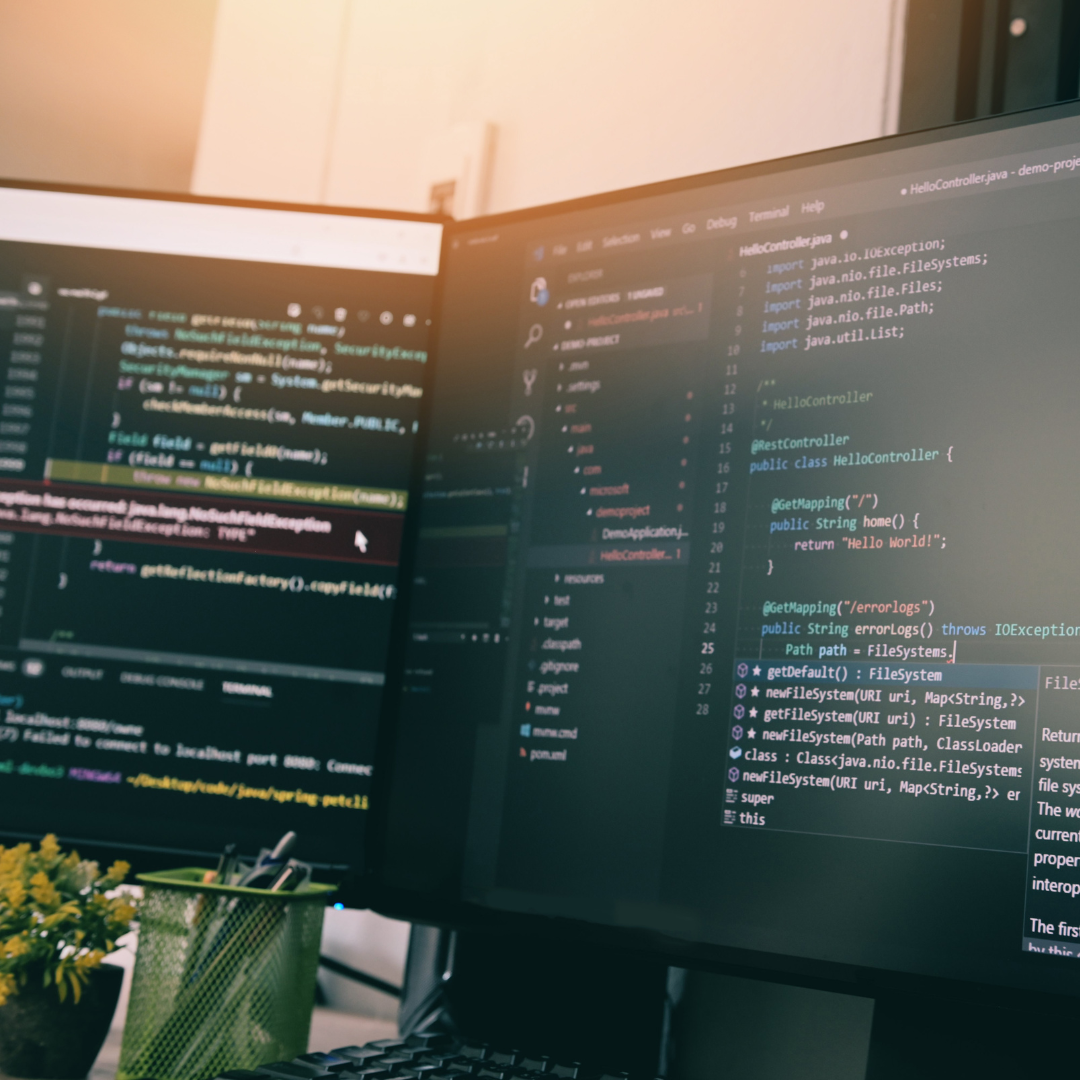 public Field getField(String name)
throws NoSuchFieldException, SecurityExcep
Objects.requireNonNull(name);
SecurityManager sm = System.getSecurityMa
if (sm != null) {
checkMemberAccess(sm, Member.PUBLIC,
}
Field field = getField0(name);
if (field == null) {
throw new NoSuchFieldException(name);
eption has occurred: java.lang.NoSuchFieldException
va.lang.NoSuchFieldException: TYPE"
}
return getReflectionFactory().copyField(f
}
/**
OUTPUT DEBUG CONSOLE TERMINAL
localhost:8080/owne
(7) Failed to connect to localhost port 8080: Connec
MINGW64 ~/Desktop/code/java/spring-petcli
File Edit Selection View Go Debug Terminal Help
● HelloController.java - demo-proje
EXPLORER
OPEN EDITORS 1 UNSAVED
● HelloController.java src\... 1
DEMO-PROJECT
.mvn
.settings
src
main
java
com
microsoft
demoproject
DemoApplication.j...
HelloController... 1
resources
test
target
.classpath
.gitignore
.project
mvnw
mvnw.cmd
pom.xml
HelloController.java ●
6 import java.io.IOException;
7 import java.nio.file.FileSystems;
8 import java.nio.file.Files;
9 import java.nio.file.Path;
10 import java.util.List;
11
12 /**
13 * HelloController
14 */
15 @RestController
16 public class HelloController {
17
18 @GetMapping("/")
19 public String home() {
20 return "Hello World!";
21 }
22
23 @GetMapping("/errorlogs")
24 public String errorLogs() throws IOException
25 Path path = FileSystems.
26
27
28
getDefault() : FileSystem
newFileSystem(URI uri, Map<String,?>
getFileSystem(URI uri) : FileSystem
newFileSystem(Path path, ClassLoader
class : Class<java.nio.file.FileSystems
newFileSystem(URI uri, Map<String,?> er
super
this
FileS
Return
system
file sys
The wo
current
proper
interop
The first
by this